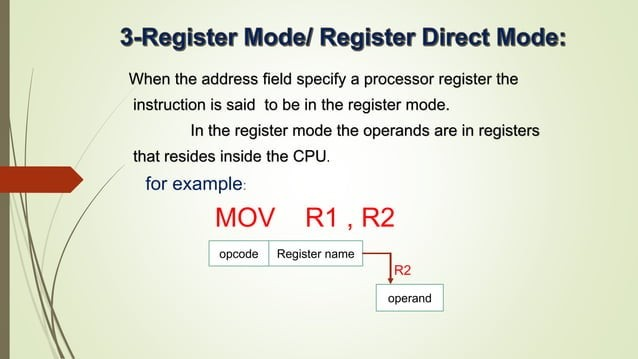 3-Register Mode/ Register Direct Mode:
When the address field specify a processor register the
instruction is said to be in the register mode.
In the register mode the operands are in registers
that resides inside the CPU.
for example:
MOV R1 , R2
opcode Register name
R2
operand